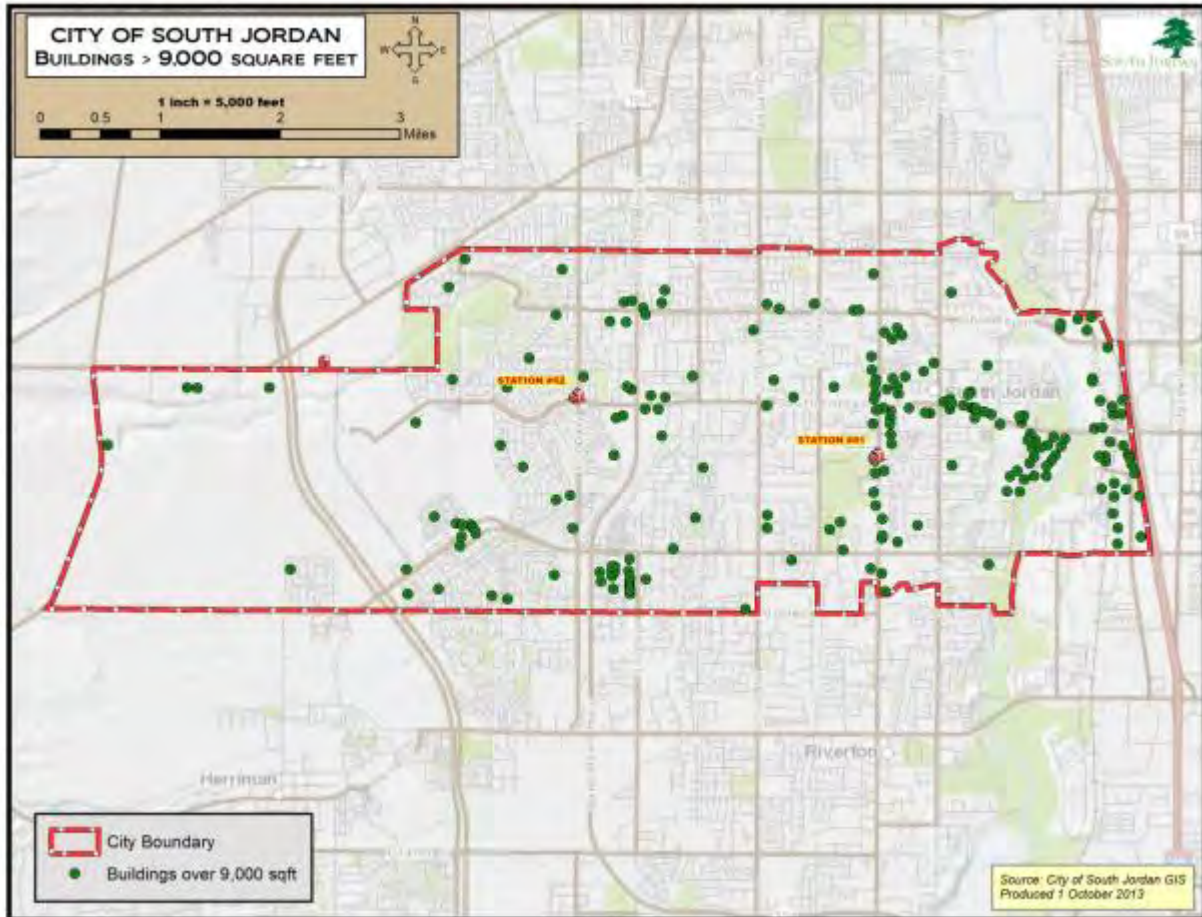 CITY OF SOUTH JORDAN
BUILDINGS > 9,000 SQUARE FEET
N
W E
S
1 inch = 5,000 feet
0 0.5 1 2 3
Miles
SOUTH JORDAN
STATION #62
South Jordan
STATION #61
Riverton
Herriman
City Boundary
Buildings over 9,000 sqft
Source: City of South Jordan GIS
Produced 1 October 2013